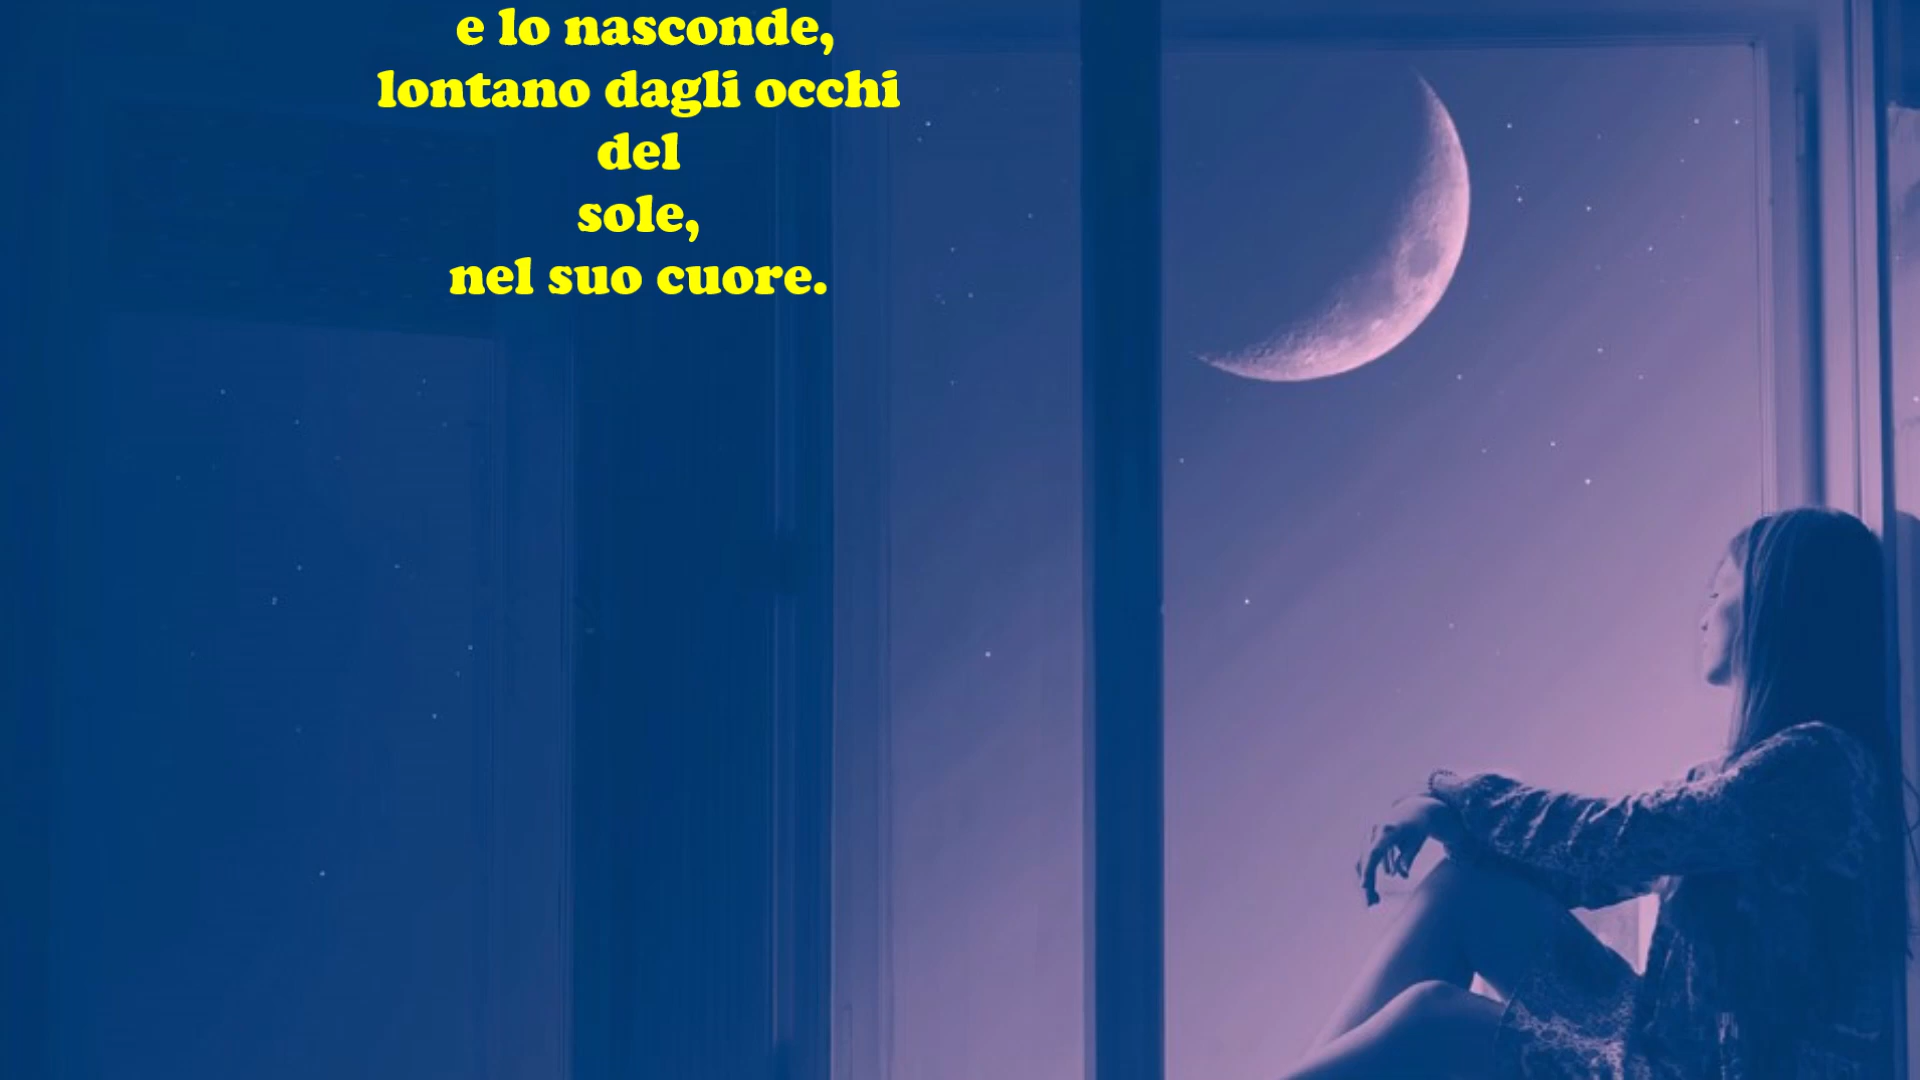 e lo nasconde,
lontano dagli occhi
del
sole,
nel suo cuore.